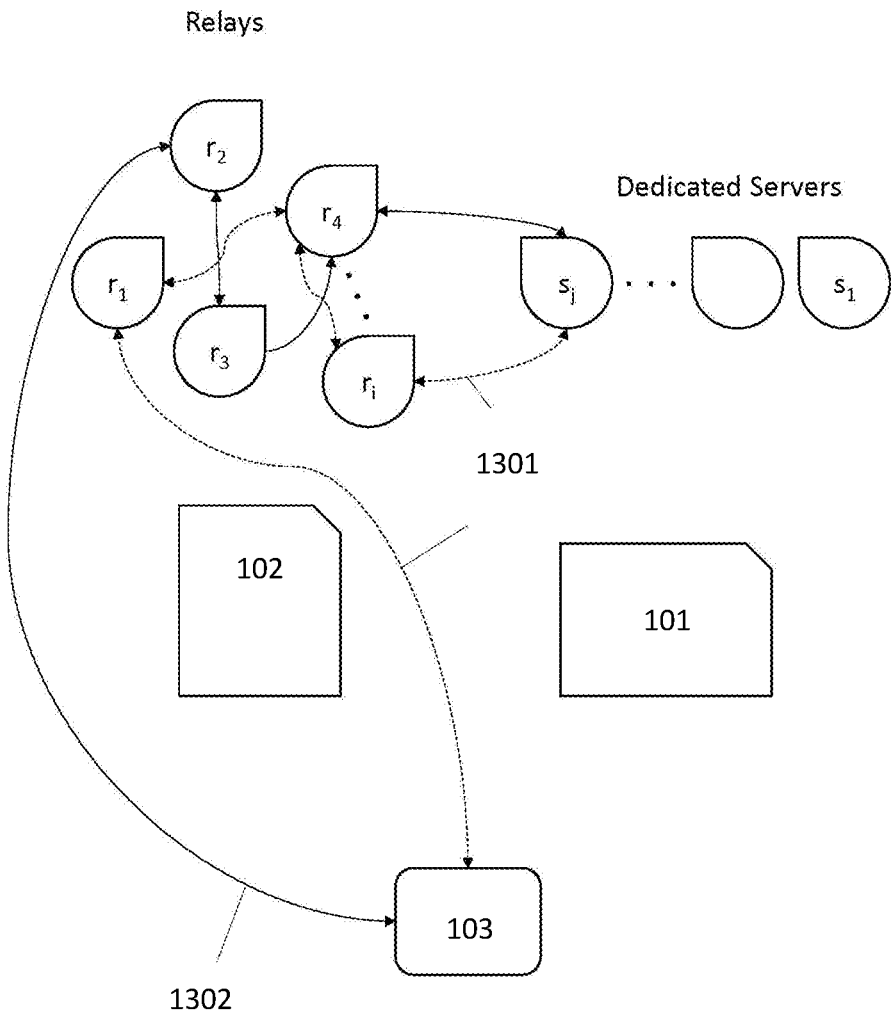 Relays
r2
r4
Dedicated Servers
r1
sj
. . .
s1
r3
ri
1301
102
101
103
1302